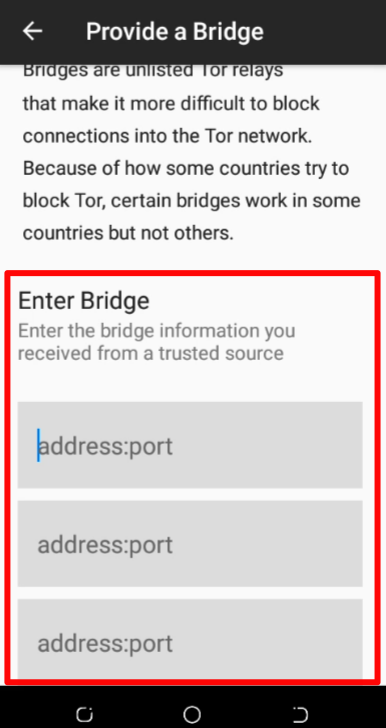 Provide a Bridge
Bridges are unlisted Tor relays
that make it more difficult to block
connections into the Tor network.
Because of how some countries try to
block Tor, certain bridges work in some
countries but not others.
Enter Bridge
Enter the bridge information you
received from a trusted source
address:port
address:port
address:port